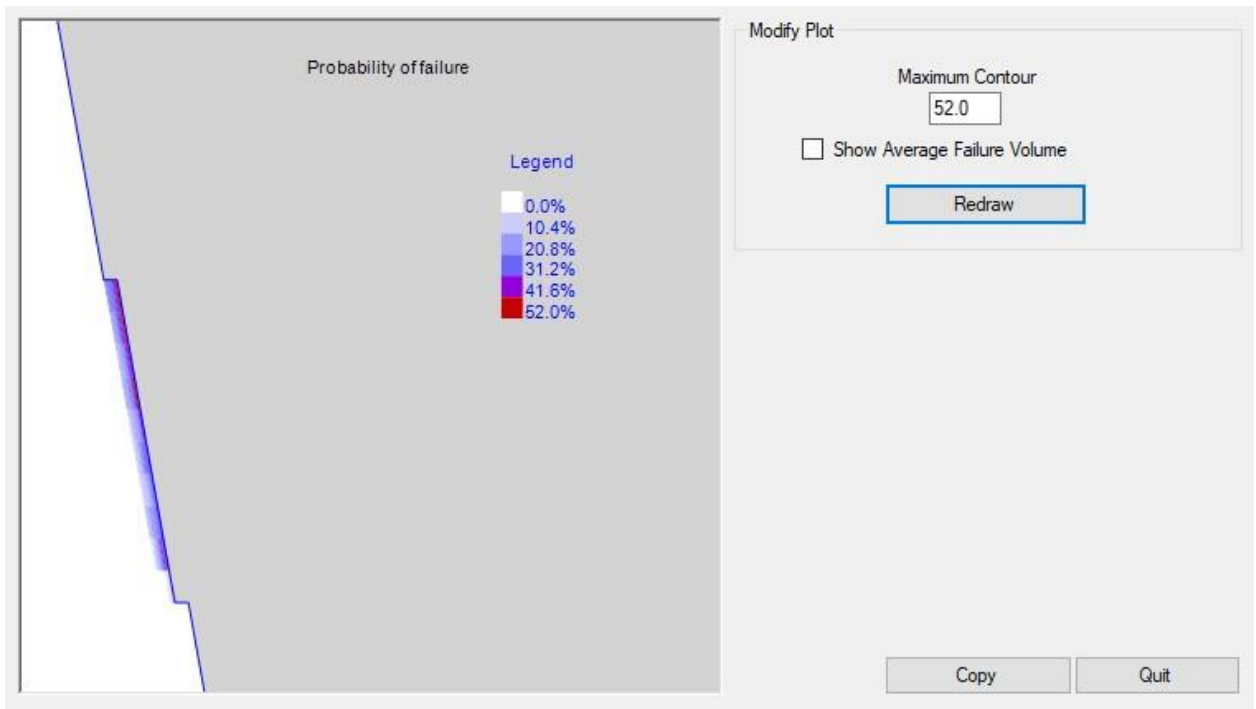 Probability of failure
Legend
0.0%
10.4%
20.8%
31.2%
41.6%
52.0%
Modify Plot
Maximum Contour
52.0
Show Average Failure Volume
Redraw
Copy
Quit